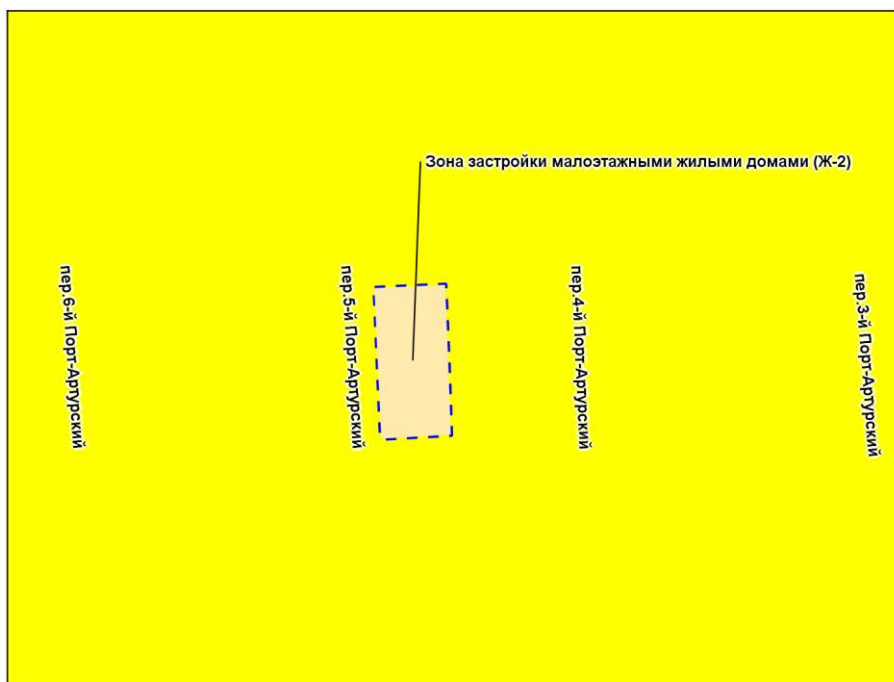 Зона застройки малоэтажными жилыми домами (Ж-2)
пер.6-й Порт-Артурский
пер.5-й Порт-Артурский
пер.4-й Порт-Артурский
пер.3-й Порт-Артурский